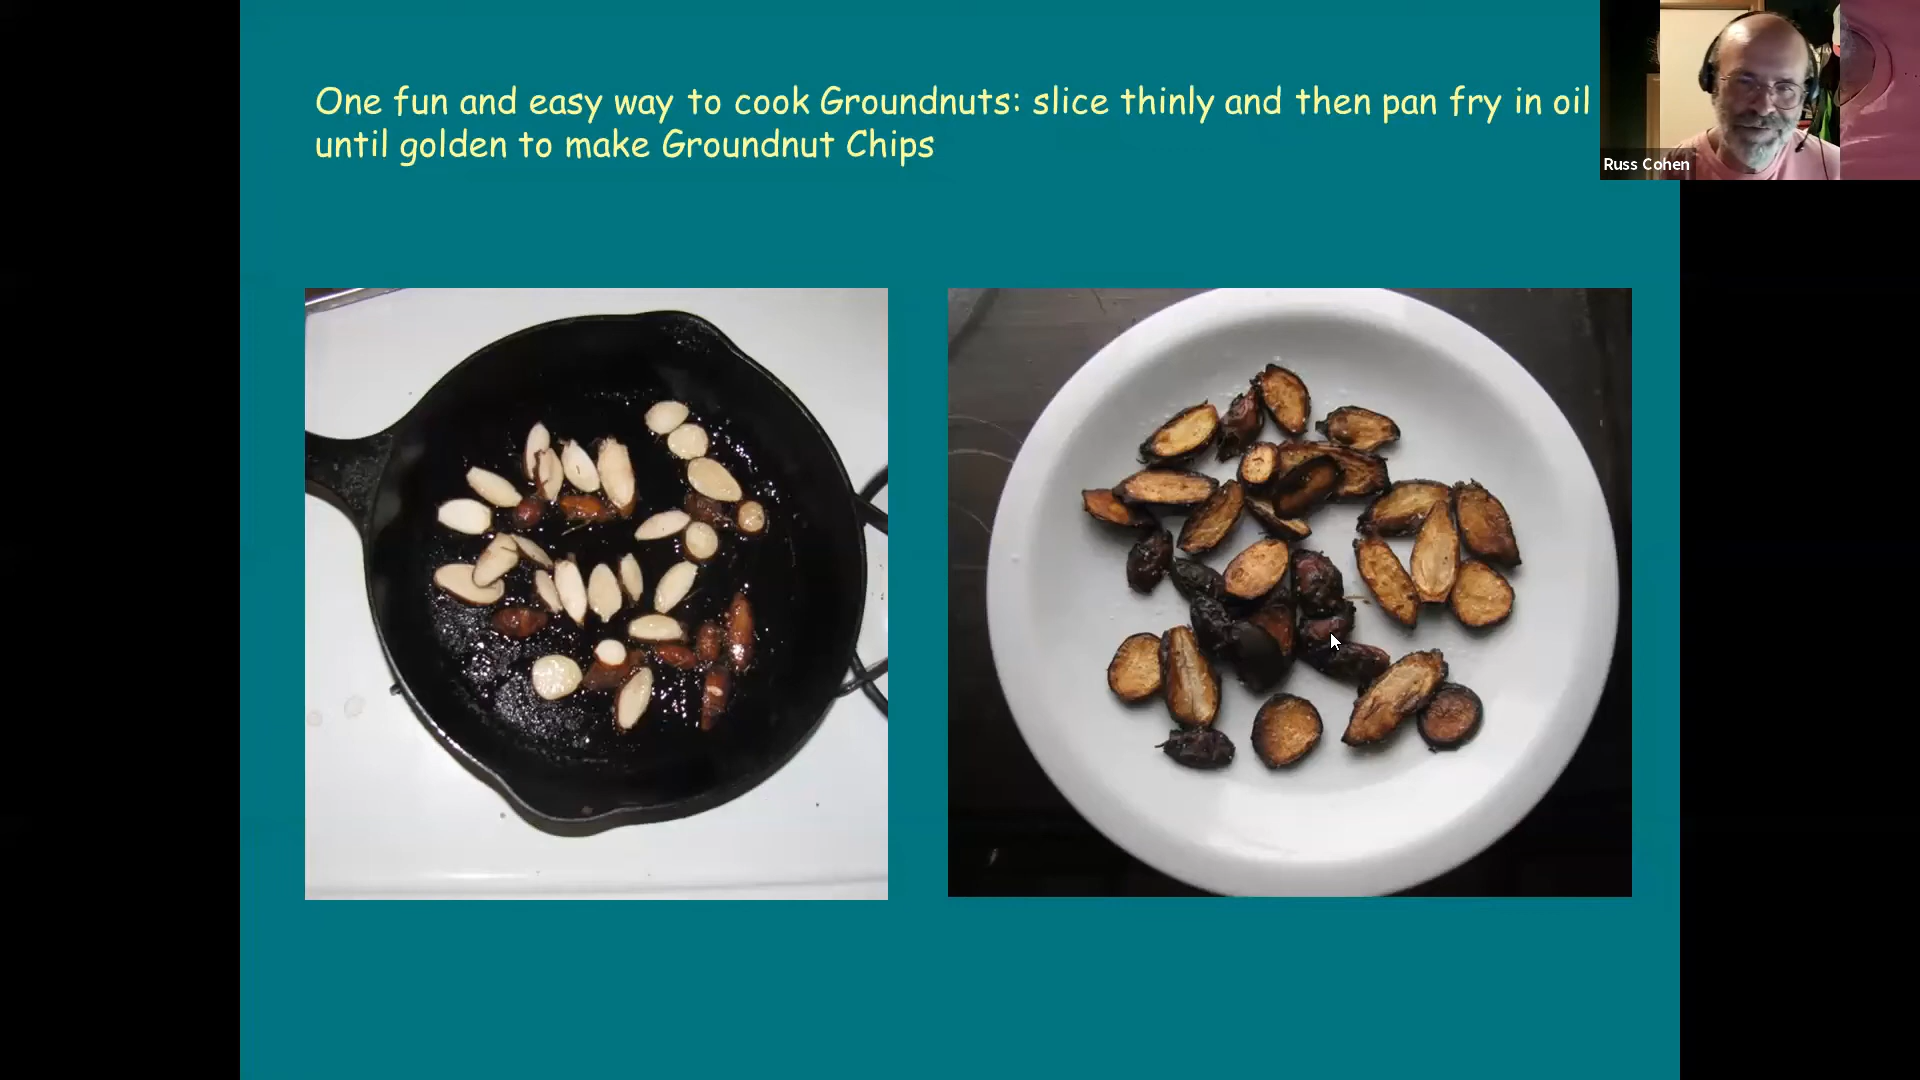 One fun and easy way to cook Groundnuts: slice thinly and then pan fry in oil
until golden to make Groundnut Chips
Russ Cohen